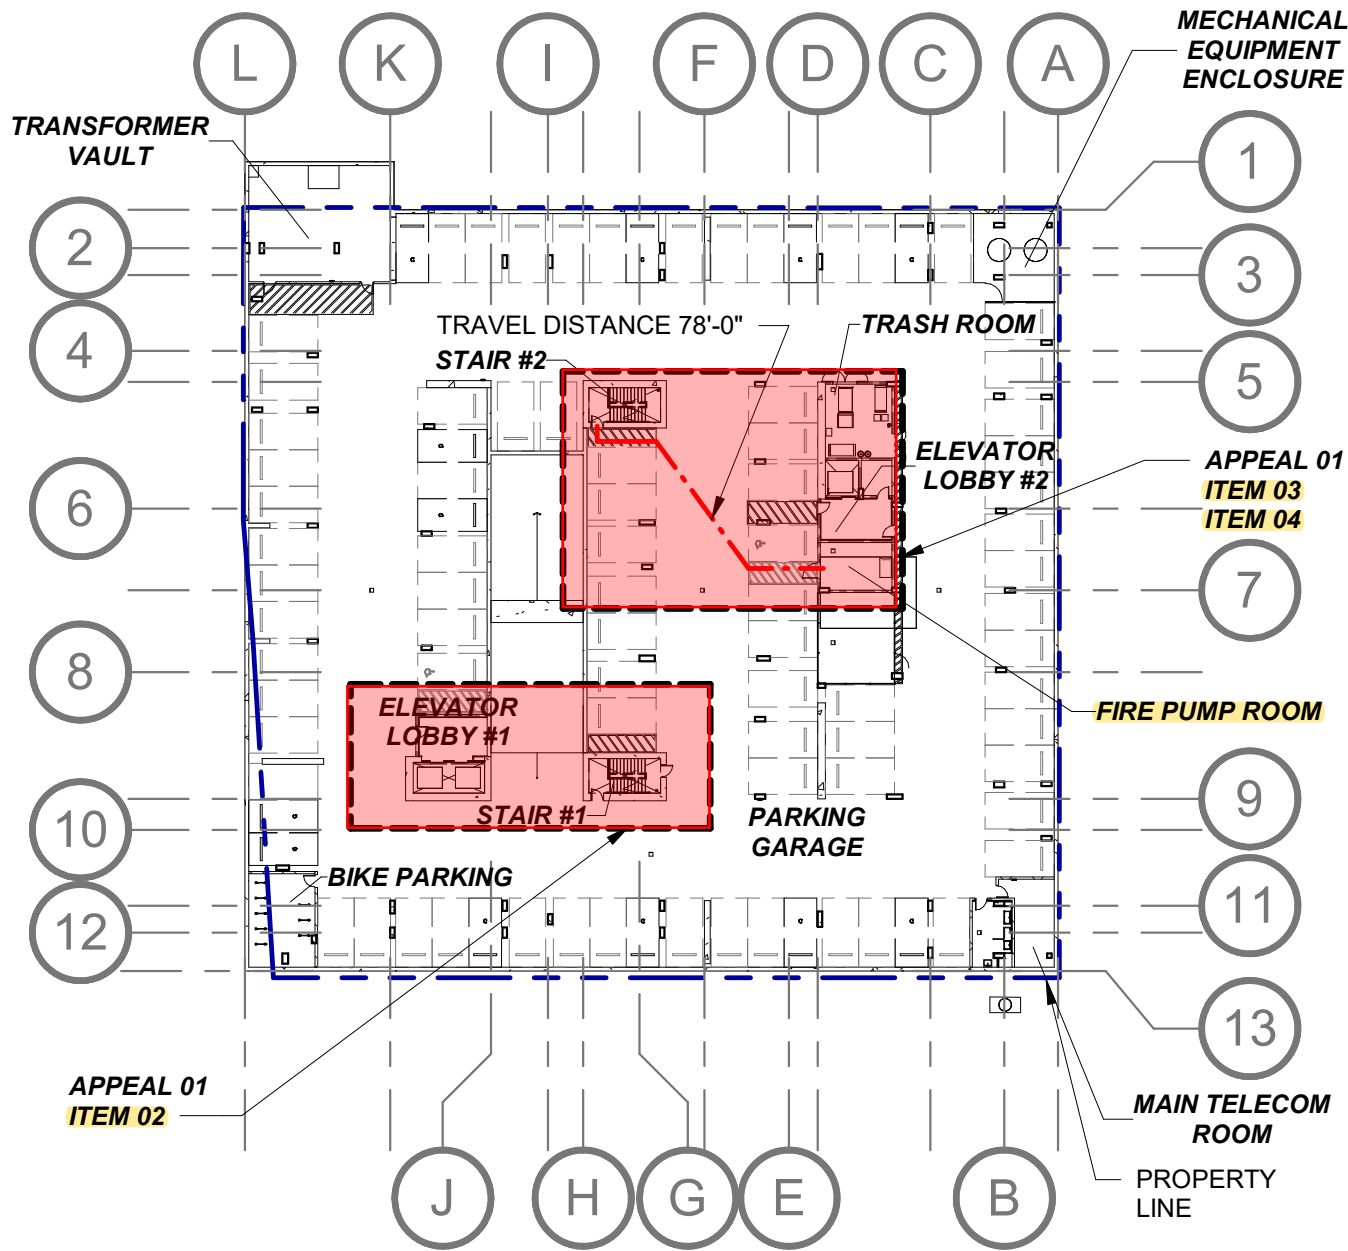 L
K
I
F
D
C
A
MECHANICAL
EQUIPMENT
ENCLOSURE
TRANSFORMER
VAULT
1
2
3
4
TRAVEL DISTANCE 78'-0"
TRASH ROOM
STAIR #2
5
ELEVATOR
LOBBY #2
APPEAL 01
ITEM 03
ITEM 04
6
7
8
ELEVATOR
LOBBY #1
FIRE PUMP ROOM
STAIR #1
PARKING
GARAGE
9
10
BIKE PARKING
11
12
13
APPEAL 01
ITEM 02
MAIN TELECOM
ROOM
PROPERTY
LINE
J
H
G
E
B